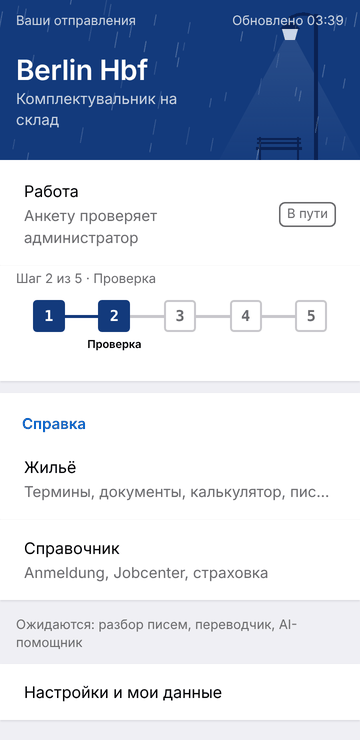 Ваши отправления
Обновлено 03:39
Berlin Hbf
Комплектувальник на
склад
Работа
Анкету проверяет
администратор
В пути
Шаг 2 из 5 · Проверка
1 2 3 4 5
Проверка
Справка
Жильё
Термины, документы, калькулятор, пис...
Справочник
Anmeldung, Jobcenter, страховка
Ожидаются: разбор писем, переводчик, AI-
помощник
Настройки и мои данные